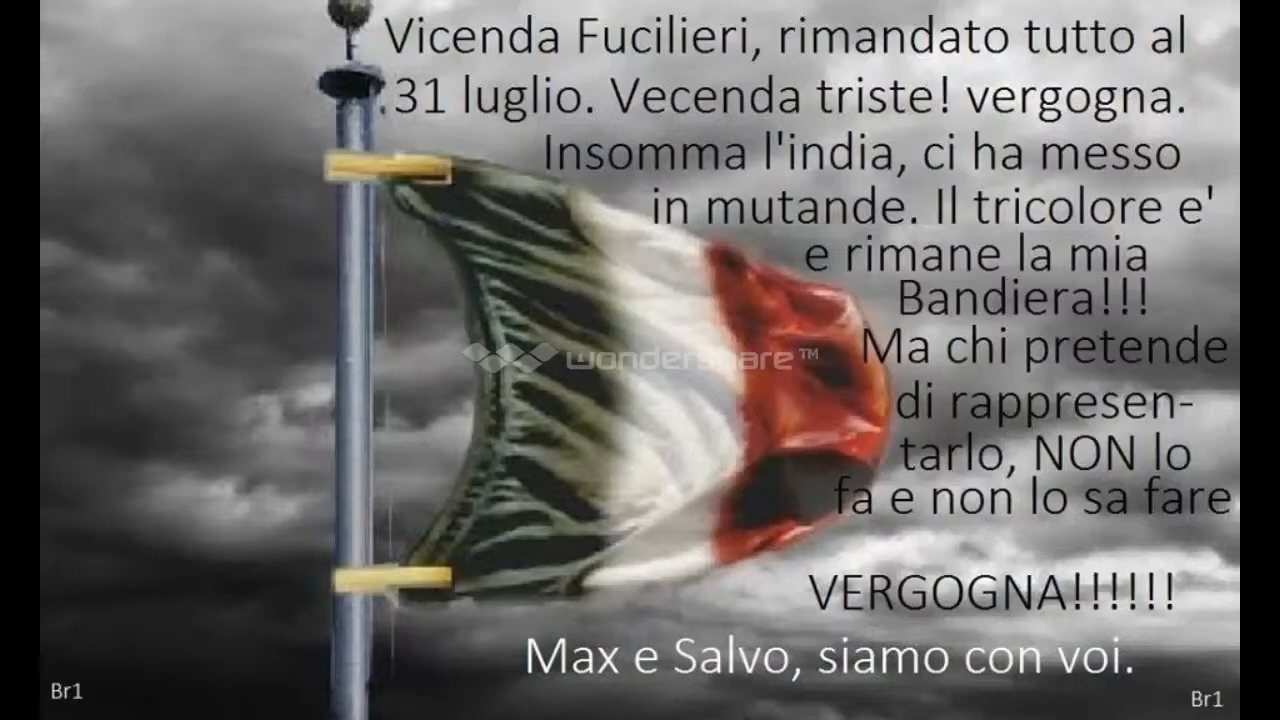 Vicenda Fucilieri, rimandato tutto al
31 luglio. Vecenda triste! vergogna.
Insomma l'india, ci ha messo
in mutande. Il tricolore e'
e rimane la mia
Bandiera!!!
Ma chi pretende
di rappresen-
tarlo, NON lo
fa e non lo sa fare
wondershare™
VERGOGNA!!!!!!
Max e Salvo, siamo con voi.
Br1
Br1